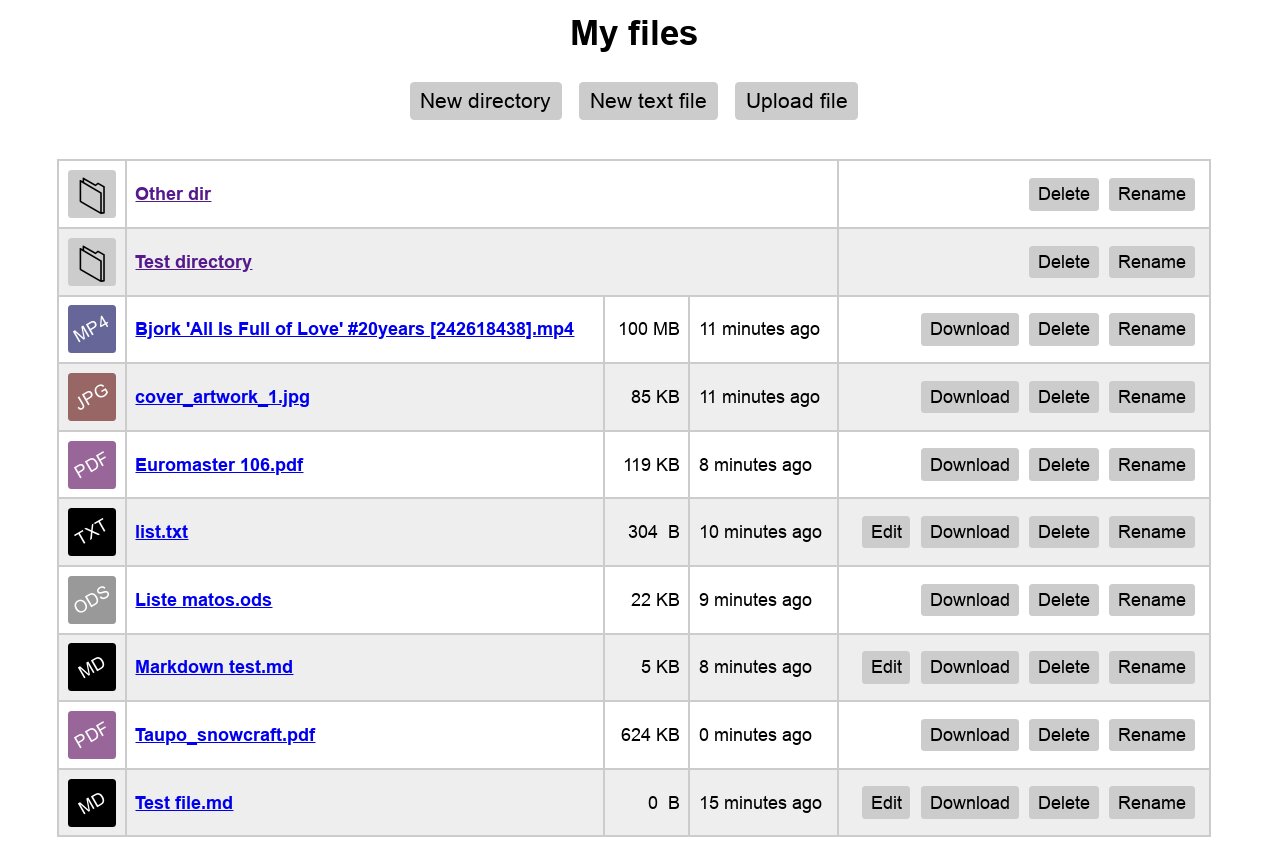 My files
New directory New text file Upload file
Other dir Delete Rename
Test directory Delete Rename
MP4 Bjork 'All Is Full of Love' #20years [242618438].mp4 100 MB 11 minutes ago Download Delete Rename
JPG cover_artwork_1.jpg 85 KB 11 minutes ago Download Delete Rename
PDF Euromaster 106.pdf 119 KB 8 minutes ago Download Delete Rename
TXT list.txt 304 B 10 minutes ago Edit Download Delete Rename
ODS Liste matos.ods 22 KB 9 minutes ago Download Delete Rename
MD Markdown test.md 5 KB 8 minutes ago Edit Download Delete Rename
PDF Taupo_snowcraft.pdf 624 KB 0 minutes ago Download Delete Rename
MD Test file.md 0 B 15 minutes ago Edit Download Delete Rename